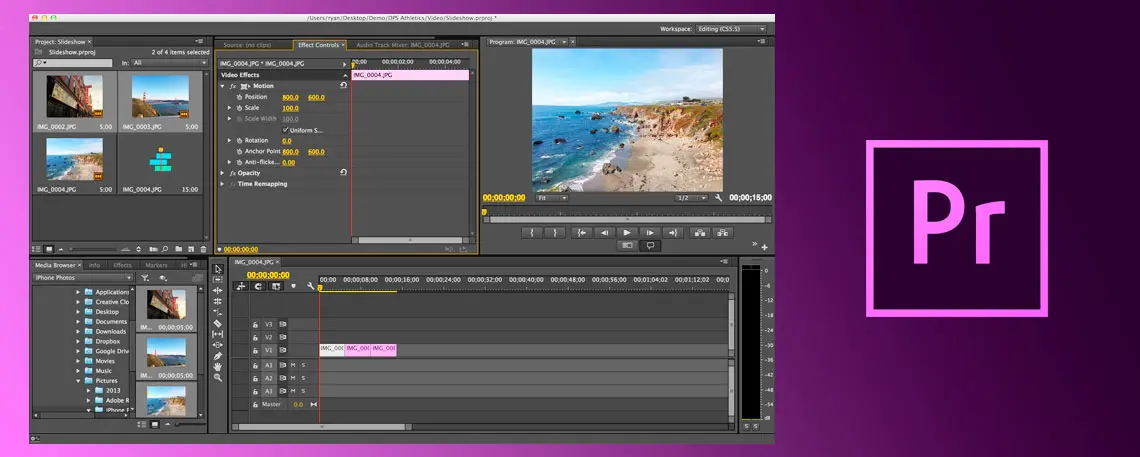 /Users/ryan/Desktop/Demo/DPS Athletics/Video/Slideshow.prproj *
Workspace: Editing (CS5.5)
Project: Slideshow ×
Slideshow.prproj
2 of 4 items selected
In: All
IMG_0002.JPG 5;00
IMG_0003.JPG 5;00
IMG_0004.JPG 5;00
IMG_0004.JPG 15;00
Source: (no clips)
Effect Controls ×
Audio Track Mixer: IMG_0004.JPG
IMG_0004.JPG * IMG_0004.JPG
;00;00 00;00;02;00 00;00;04;00
Video Effects
IMG_0004.JPG
fx Motion
Position 800.0 600.0
Scale 100.0
Scale Width 100.0
Uniform S...
Rotation 0.0
Anchor Point 800.0 600.0
Anti-flicke... 0.00
fx Opacity
fx Time Remapping
00;00;00;00
Program: IMG_0004.JPG ×
00;00;00;00
Fit
1/2
00;00;15;00
Pr
Media Browser × Info Effects Markers Hi
iPhone Photos
Applications
Creative Clo
Desktop
Documents
Downloads
Dropbox
Google Driv
Movies
Music
Pictures
2013
Adobe R
iPhone P
IM... 00;00;05;00
IM... 00;00;05;00
IMG_0004.JPG ×
00;00;00;00
00;00 00;00;08;00 00;00;16;00 00;00;24;00 00;00;32;00 00;00;40;00 00;00;48;00 00;00;56;00 00;01;04;02 00;01;12;02 00;0
V3
V2
V1 IMG_000 IMG_000 IMG_000
A1 M S
A2 M S
A3 M S
Master 0.0
0
-6
-12
-18
-24
-30
-36
-42
-48
-54
dB
S S